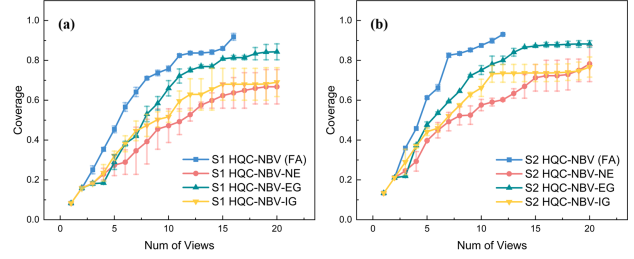 (a)
1.0
0.8
0.6
0.4
0.2
0.0
Coverage
S1 HQC-NBV (FA)
S1 HQC-NBV-NE
S1 HQC-NBV-EG
S1 HQC-NBV-IG
0 5 10 15 20
Num of Views
(b)
1.0
0.8
0.6
0.4
0.2
0.0
Coverage
S2 HQC-NBV (FA)
S2 HQC-NBV-NE
S2 HQC-NBV-EG
S2 HQC-NBV-IG
0 5 10 15 20
Num of Views